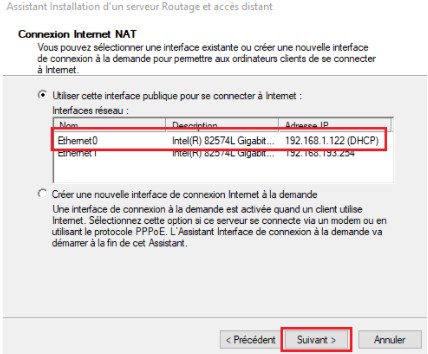 Assistant Installation d'un serveur Routage et accès distant
Connexion Internet NAT
Vous pouvez sélectionner une interface existante ou créer une nouvelle interface
de connexion à la demande pour permettre aux ordinateurs clients de se connecter
à Internet.
Utiliser cette interface publique pour se connecter à Internet :
Interfaces réseau :
Nom Description Adresse IP
Ethernet0 Intel(R) 82574L Gigabit... 192.168.1.122 (DHCP)
Ethernet1 Intel(R) 82574L Gigabit... 192.168.193.254
Créer une nouvelle interface de connexion Internet à la demande
Une interface de connexion à la demande est activée quand un client utilise
Internet. Sélectionnez cette option si ce serveur se connecte via un modem ou en
utilisant le protocole PPPoE. L'Assistant Interface de connexion à la demande va
démarrer à la fin de cet Assistant.
< Précédent Suivant > Annuler